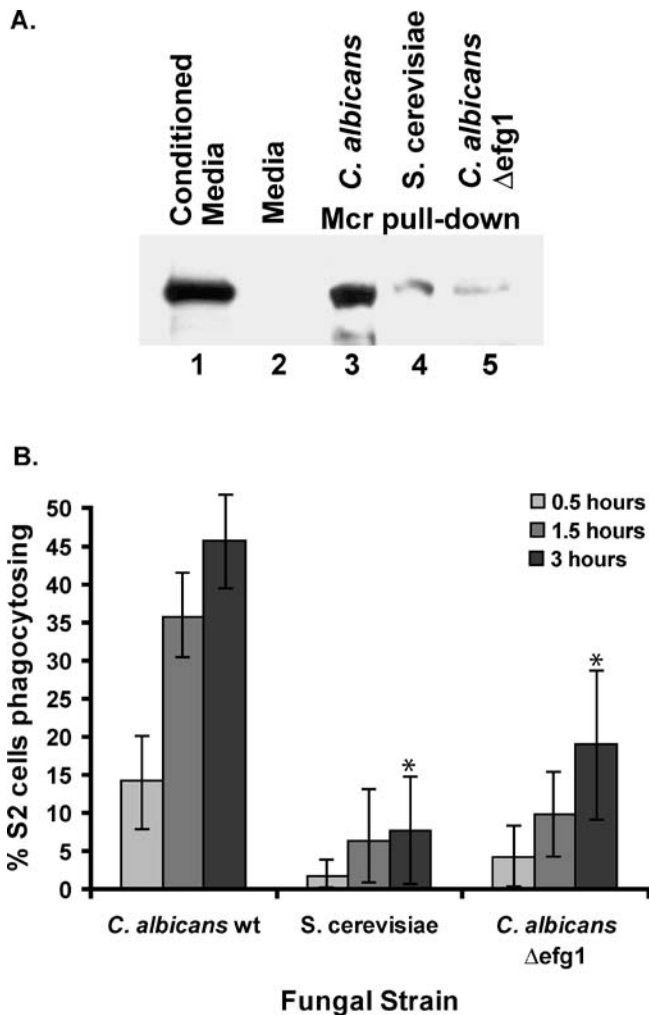 A.
Conditioned
Media
Media
C. albicans
S. cerevisiae
C. albicans
Δefg1
Mcr pull-down
1 2 3 4 5
B.
% S2 cells phagocytosing
50
45
40
35
30
25
20
15
10
5
0
0.5 hours
1.5 hours
3 hours
*
*
C. albicans wt
S. cerevisiae
C. albicans
Δefg1
Fungal Strain